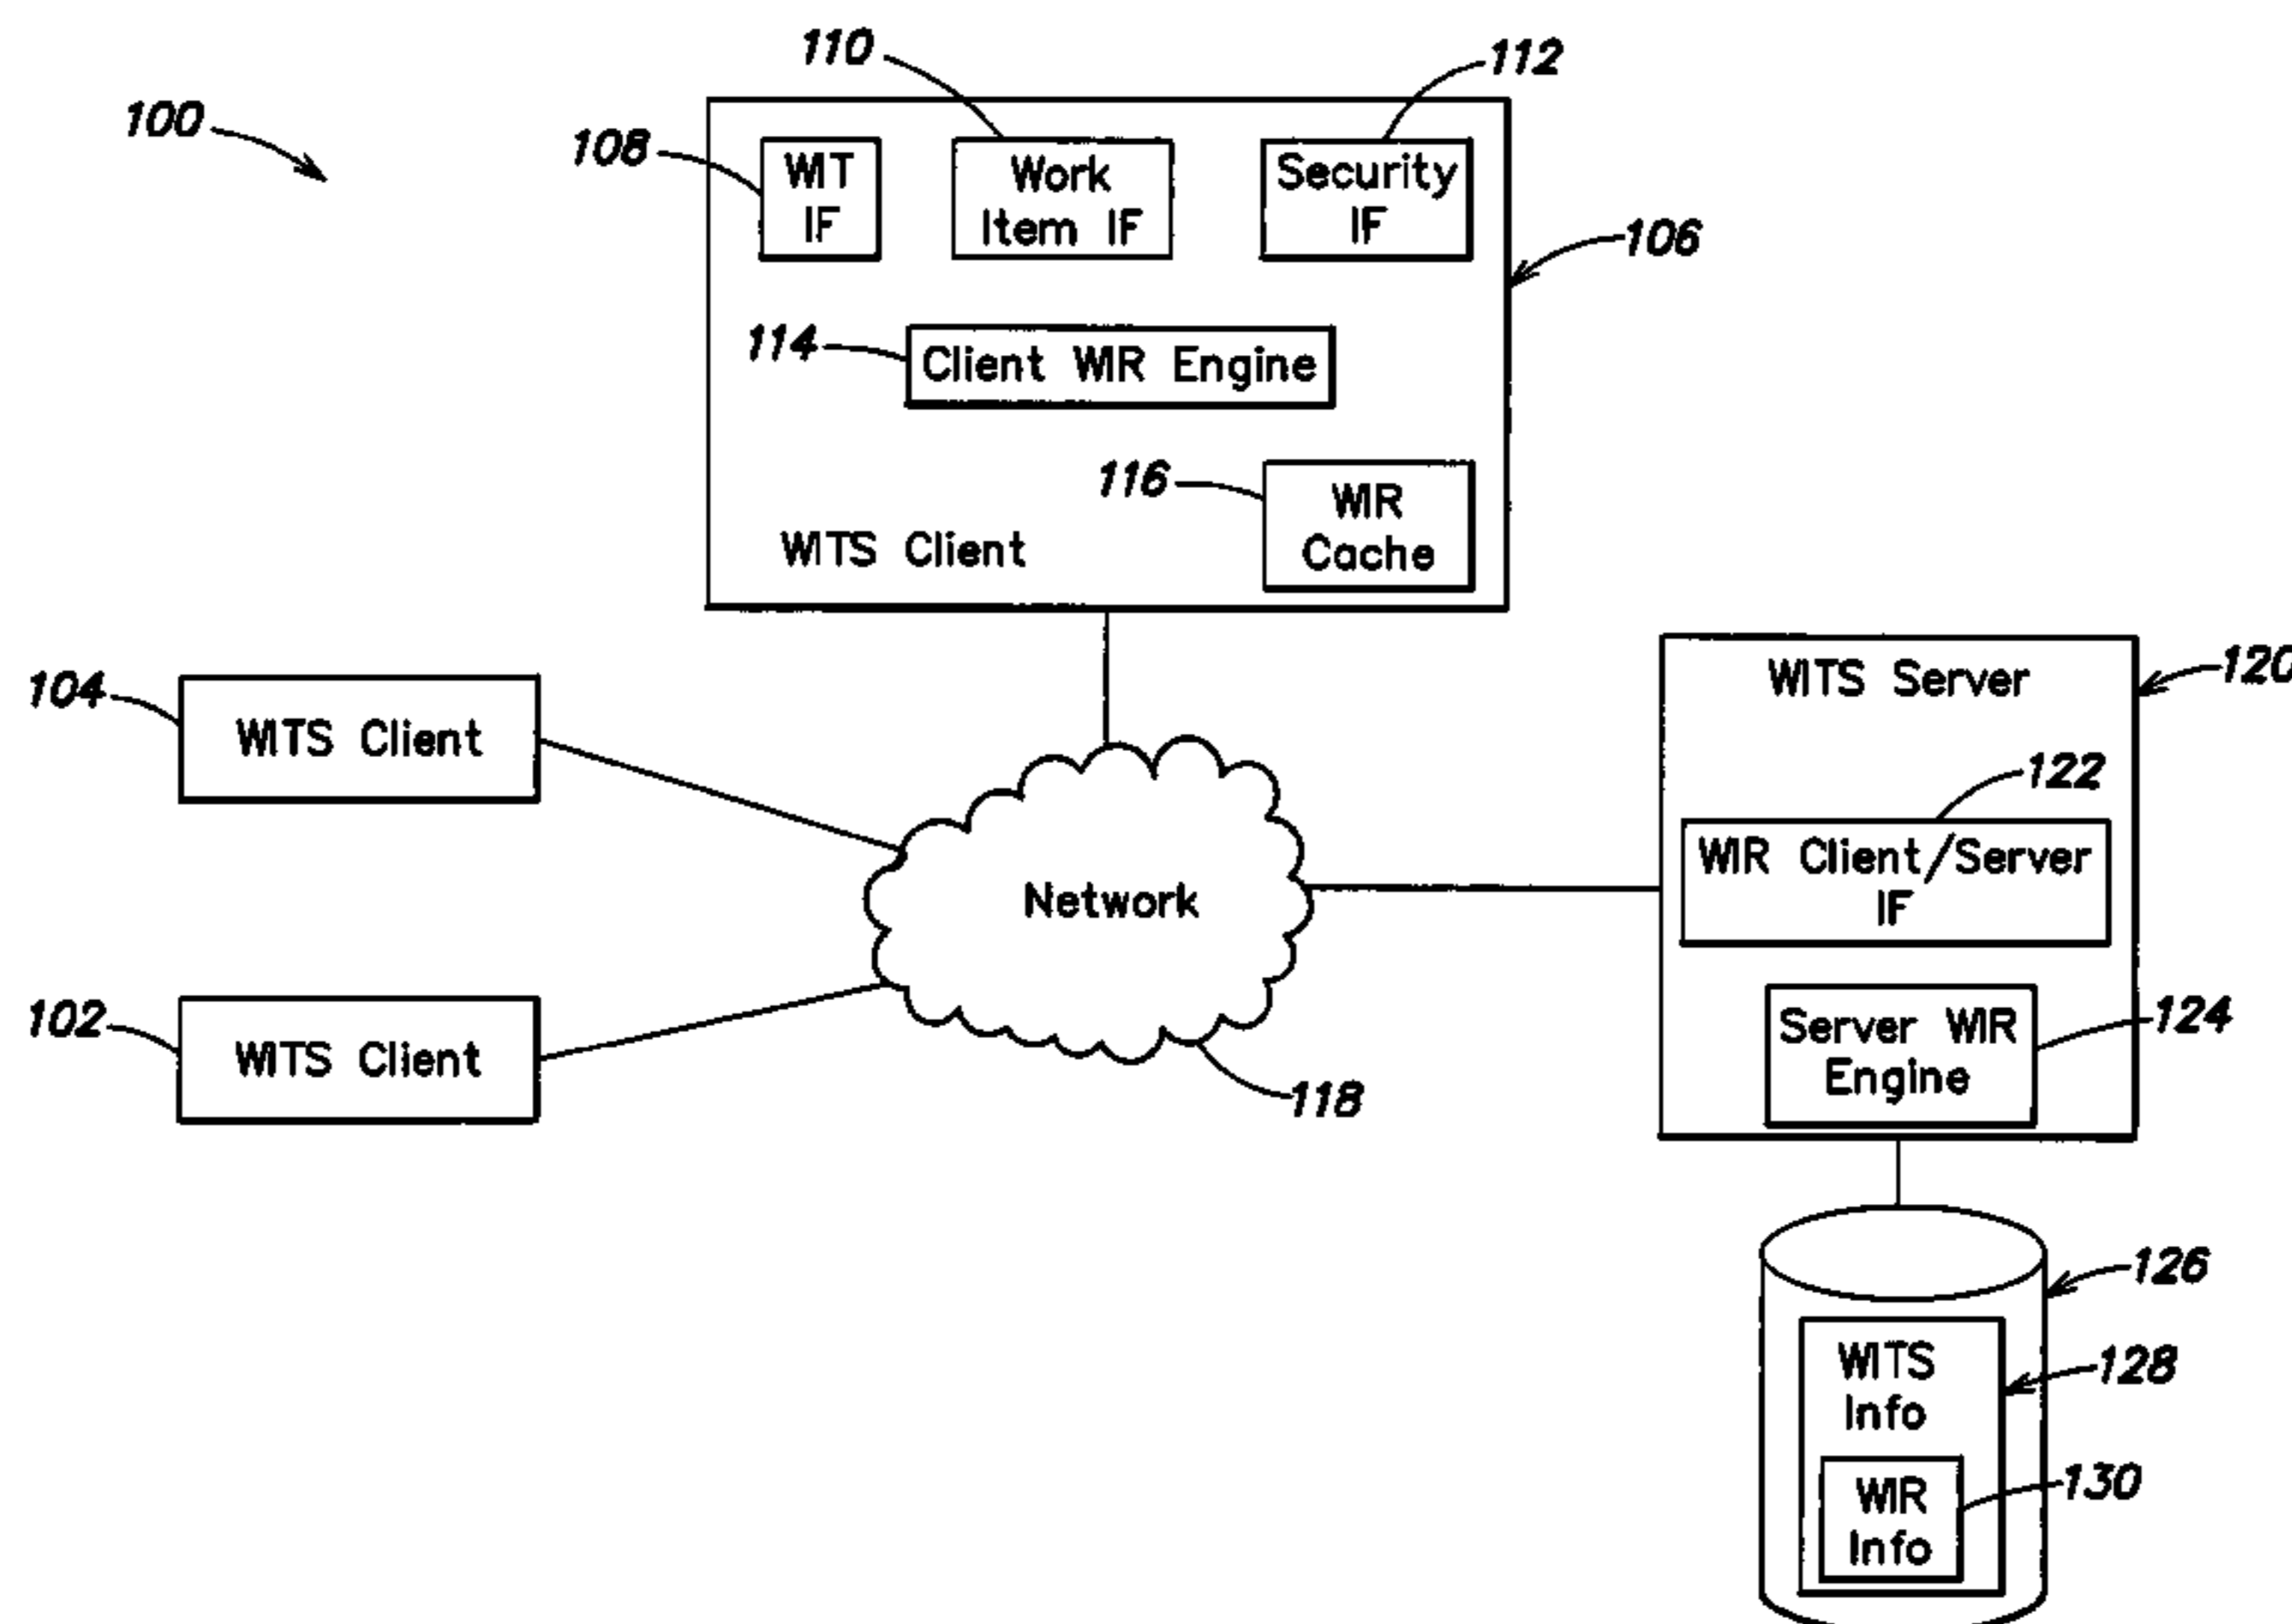 110
112
100
108
WIT
IF
Work
Item IF
Security
IF
106
114
Client WIR Engine
116
WIR
Cache
WITS Client
104
WITS Client
WITS Server
120
122
WIR Client/Server
IF
Network
102
WITS Client
Server WIR
Engine
124
118
126
WITS
Info
128
WIR
Info
130